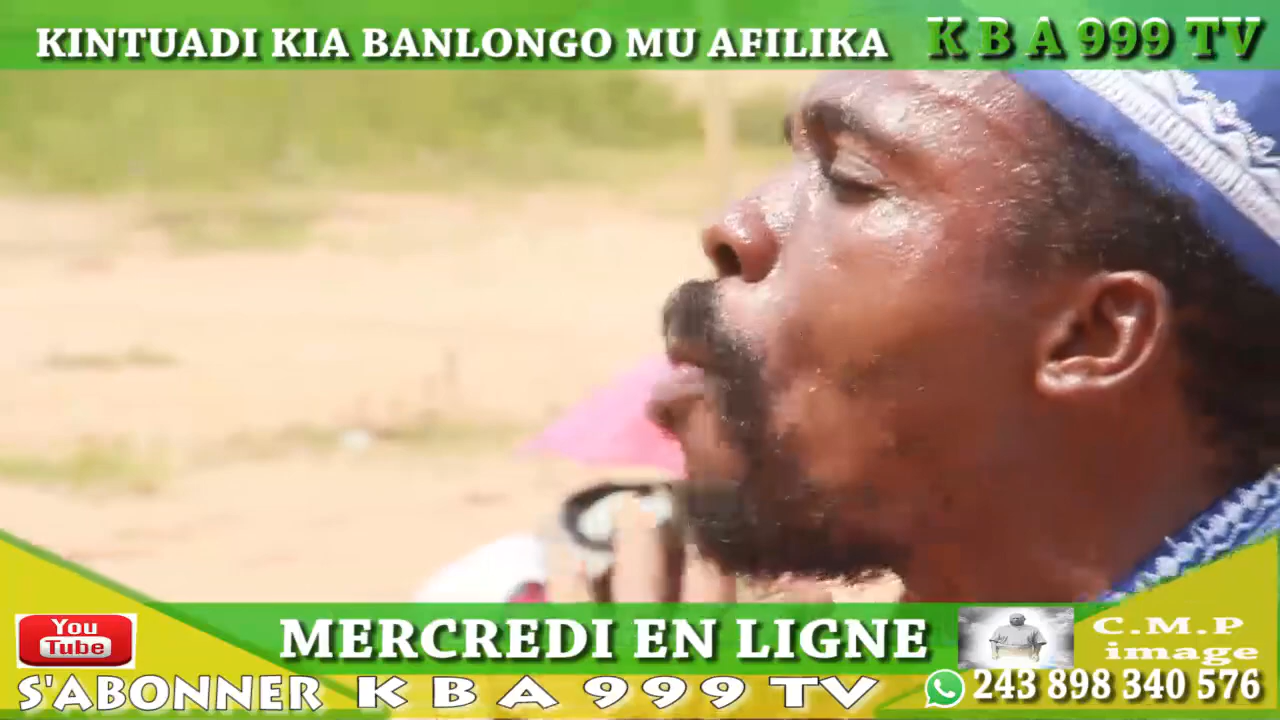 KINTUADI KIA BANLONGO MU AFILIKA
K B A 999 TV
MERCREDI EN LIGNE
You
Tube
C.M.P
image
S'ABONNER K B A 999 TV
243 898 340 576